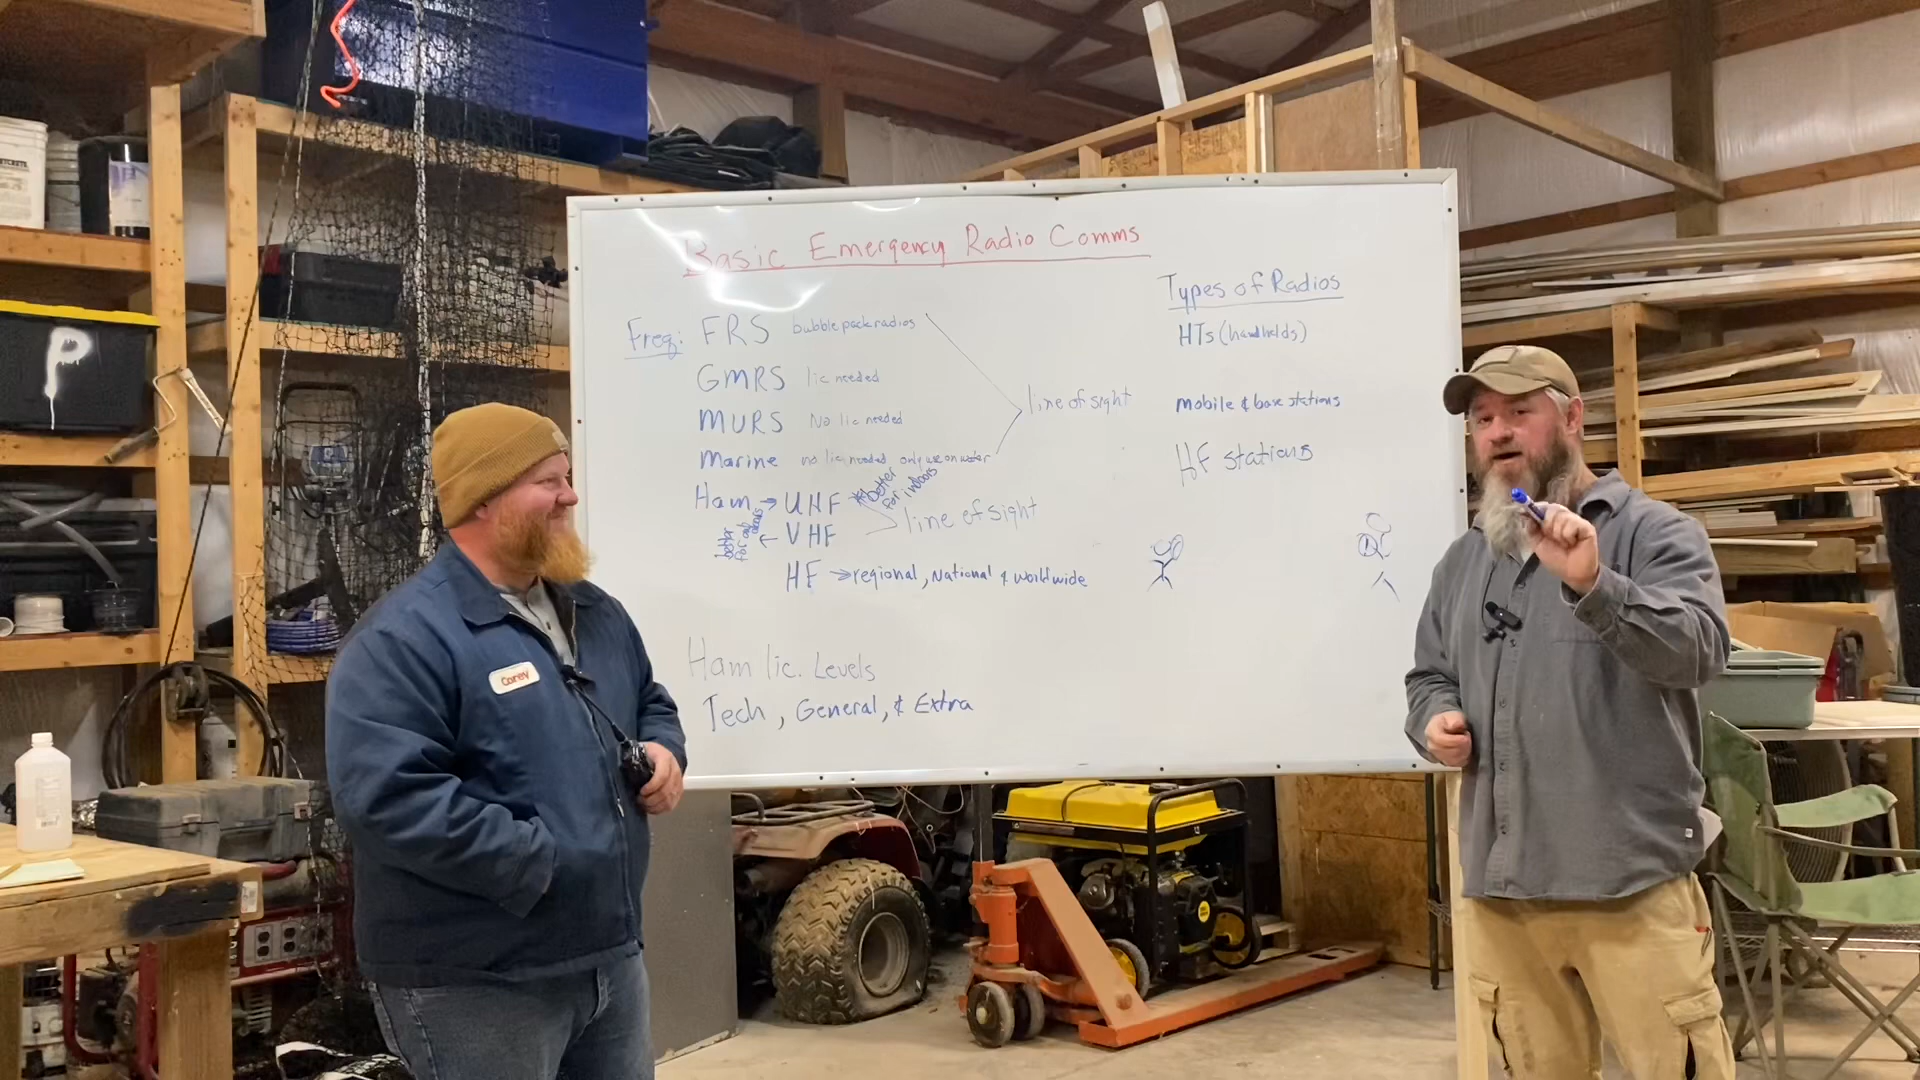 Basic Emergency Radio Comms
Freq: FRS bubble pack radios
GMRS lic needed
MURS No lic needed
Marine no lic needed only use on water
line of sight
Ham → UHF *better for indoors
VHF
better for
line of sight
HF → regional, National & worldwide
Ham lic. Levels
Tech, General, & Extra
Types of Radios
HTs (handhelds)
mobile & base stations
HF stations
P
Corey